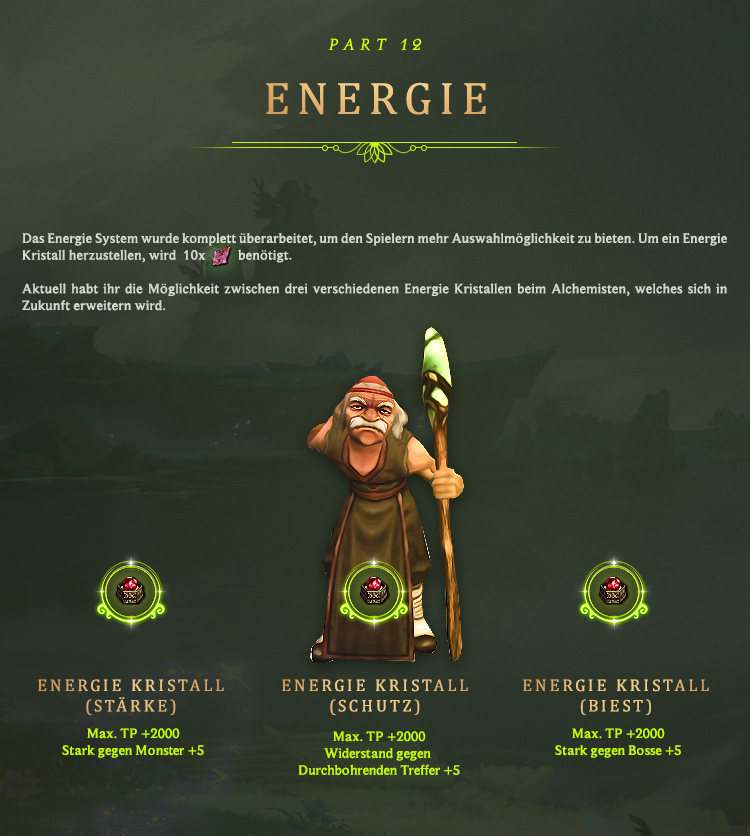 PART 12
ENERGIE
Das Energie System wurde komplett überarbeitet, um den Spielern mehr Auswahlmöglichkeit zu bieten. Um ein Energie
Kristall herzustellen, wird 10x benötigt.
Aktuell habt ihr die Möglichkeit zwischen drei verschiedenen Energie Kristallen beim Alchemisten, welches sich in
Zukunft erweitern wird.
ENERGIE KRISTALL
(STÄRKE)
Max. TP +2000
Stark gegen Monster +5
ENERGIE KRISTALL
(SCHUTZ)
Max. TP +2000
Widerstand gegen
Durchbohrenden Treffer +5
ENERGIE KRISTALL
(BIEST)
Max. TP +2000
Stark gegen Bosse +5